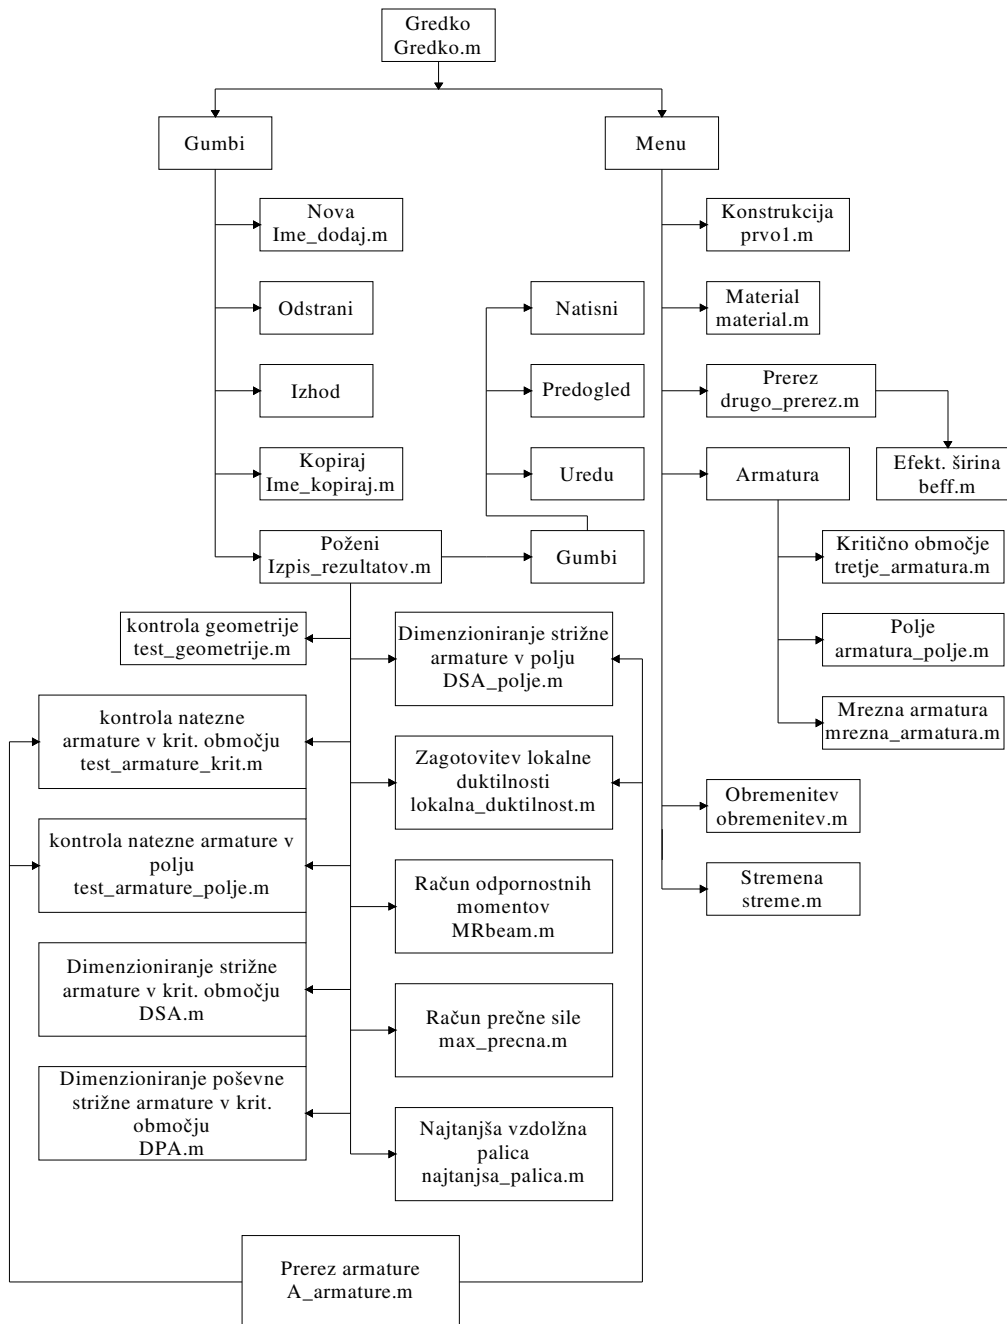 Gredko
Gredko.m
Gumbi
Menu
Nova
Ime_dodaj.m
Konstrukcija
prvo1.m
Odstrani
Natisni
Material
material.m
Izhod
Predogled
Prerez
drugo_prerez.m
Kopiraj
Ime_kopiraj.m
Uredu
Armatura
Efekt. širina
beff.m
Poženi
Izpis_rezultatov.m
Gumbi
Kritično območje
tretje_armatura.m
kontrola geometrije
test_geometrije.m
Dimenzioniranje strižne
armature v polju
DSA_polje.m
Polje
armatura_polje.m
kontrola natezne
armature v krit. območju
test_armature_krit.m
Mrezna armatura
mrezna_armatura.m
Zagotovitev lokalne
duktilnosti
lokalna_duktilnost.m
Obremenitev
obremenitev.m
kontrola natezne armature v
polju
test_armature_polje.m
Račun odpornostnih
momentov
MRbeam.m
Stremena
streme.m
Dimenzioniranje strižne
armature v krit. območju
DSA.m
Račun prečne sile
max_precna.m
Dimenzioniranje poševne
strižne armature v krit.
območju
DPA.m
Najtanjša vzdolžna
palica
najtanjsa_palica.m
Prerez armature
A_armature.m